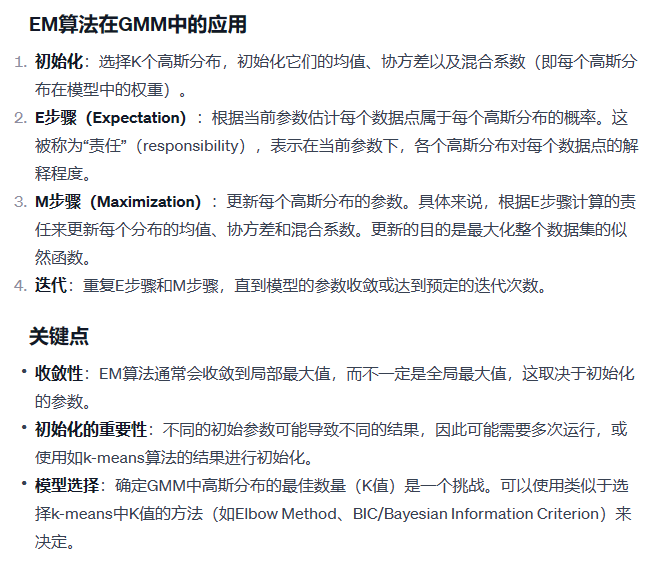 EM算法在GMM中的应用
1. 初始化：选择K个高斯分布，初始化它们的均值、协方差以及混合系数（即每个高斯分
布在模型中的权重）。
2. E步骤（Expectation）：根据当前参数估计每个数据点属于每个高斯分布的概率。这
被称为“责任”（responsibility），表示在当前参数下，各个高斯分布对每个数据点的解
释程度。
3. M步骤（Maximization）：更新每个高斯分布的参数。具体来说，根据E步骤计算的责
任来更新每个分布的均值、协方差和混合系数。更新的目的是最大化整个数据集的似
然函数。
4. 迭代：重复E步骤和M步骤，直到模型的参数收敛或达到预定的迭代次数。
关键点
• 收敛性：EM算法通常会收敛到局部最大值，而不一定是全局最大值，这取决于初始化
的参数。
• 初始化的重要性：不同的初始参数可能导致不同的结果，因此可能需要多次运行，或
使用如k-means算法的结果进行初始化。
• 模型选择：确定GMM中高斯分布的最佳数量（K值）是一个挑战。可以使用类似于选
择k-means中K值的方法（如Elbow Method、BIC/Bayesian Information Criterion）来
决定。